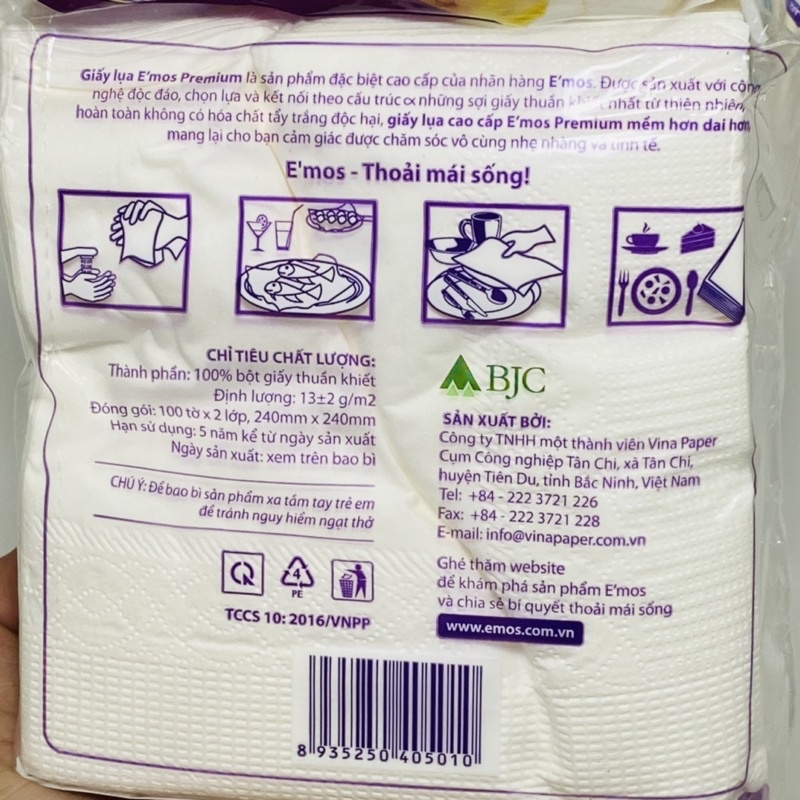 Giấy lụa E'mos Premium là sản phẩm đặc biệt cao cấp của nhãn hàng E'mos. Được sản xuất với công
nghệ độc đáo, chọn lựa và kết nối theo cấu trúc ∝ những sợi giấy thuần khiết nhất từ thiên nhiên,
hoàn toàn không có hóa chất tẩy trắng độc hại, giấy lụa cao cấp E'mos Premium mềm hơn dai hơn
mang lại cho bạn cảm giác được chăm sóc vô cùng nhẹ nhàng và tinh tế.
E'mos - Thoải mái sống!
CHỈ TIÊU CHẤT LƯỢNG:
Thành phần: 100% bột giấy thuần khiết
Định lượng: 13±2 g/m2
Đóng gói: 100 tờ x 2 lớp, 240mm x 240mm
Hạn sử dụng: 5 năm kể từ ngày sản xuất
Ngày sản xuất: xem trên bao bì
CHÚ Ý: Để bao bì sản phẩm xa tầm tay trẻ em
để tránh nguy hiểm ngạt thở
4
PE
TCCS 10: 2016/VNPP
BJC
SẢN XUẤT BỞI:
Công ty TNHH một thành viên Vina Paper
Cụm Công nghiệp Tân Chi, xã Tân Chi,
huyện Tiên Du, tỉnh Bắc Ninh, Việt Nam
Tel: +84 - 222 3721 226
Fax: +84 - 222 3721 228
E-mail: info@vinapaper.com.vn
Ghé thăm website
để khám phá sản phẩm E'mos
và chia sẻ bí quyết thoải mái sống
www.emos.com.vn
8 935250 405010